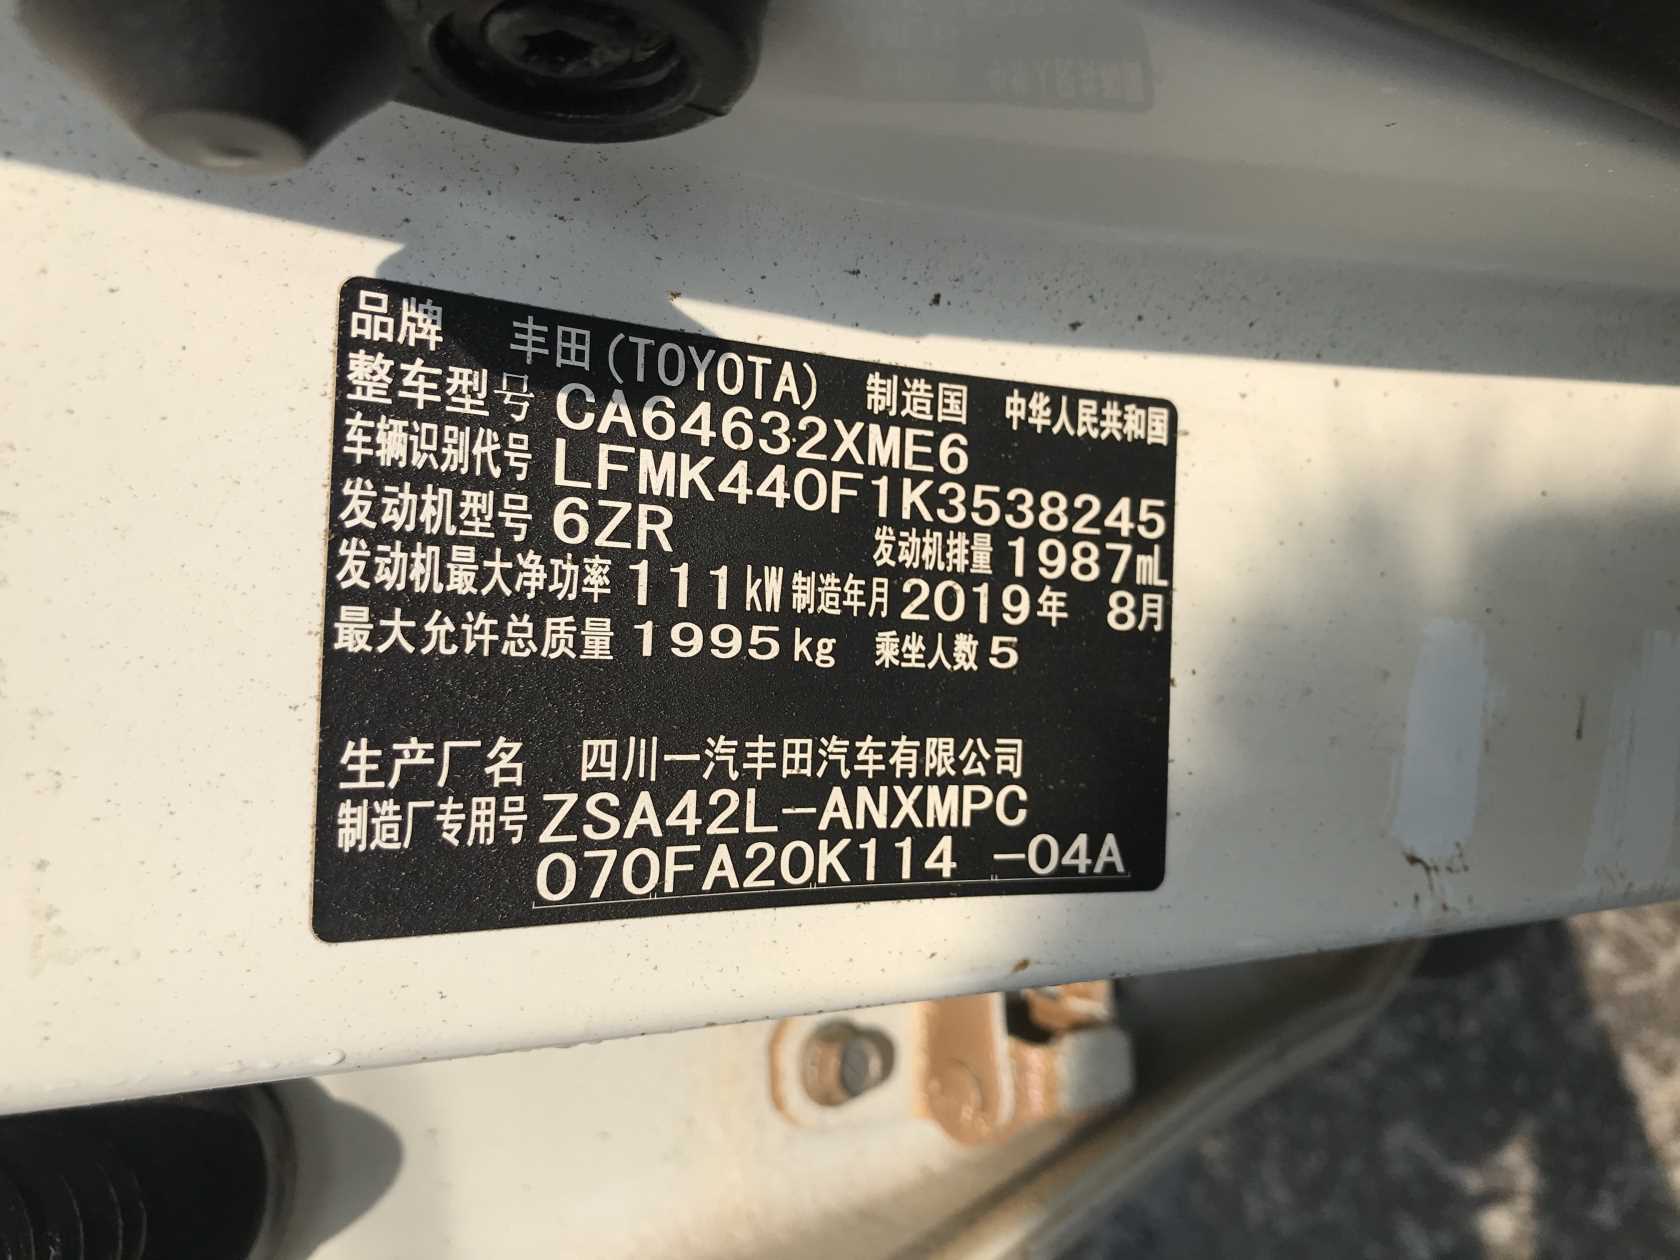 品牌 丰田(TOYOTA) 制造国 中华人民共和国
整车型号 CA64632XME6
车辆识别代号 LFMK440F1K3538245
发动机型号 6ZR 发动机排量 1987mL
发动机最大净功率 111kW 制造年月 2019年 8月
最大允许总质量 1995kg 乘坐人数 5
生产厂名 四川一汽丰田汽车有限公司
制造厂专用号 ZSA42L-ANXMPC
070FA20K114 -04A